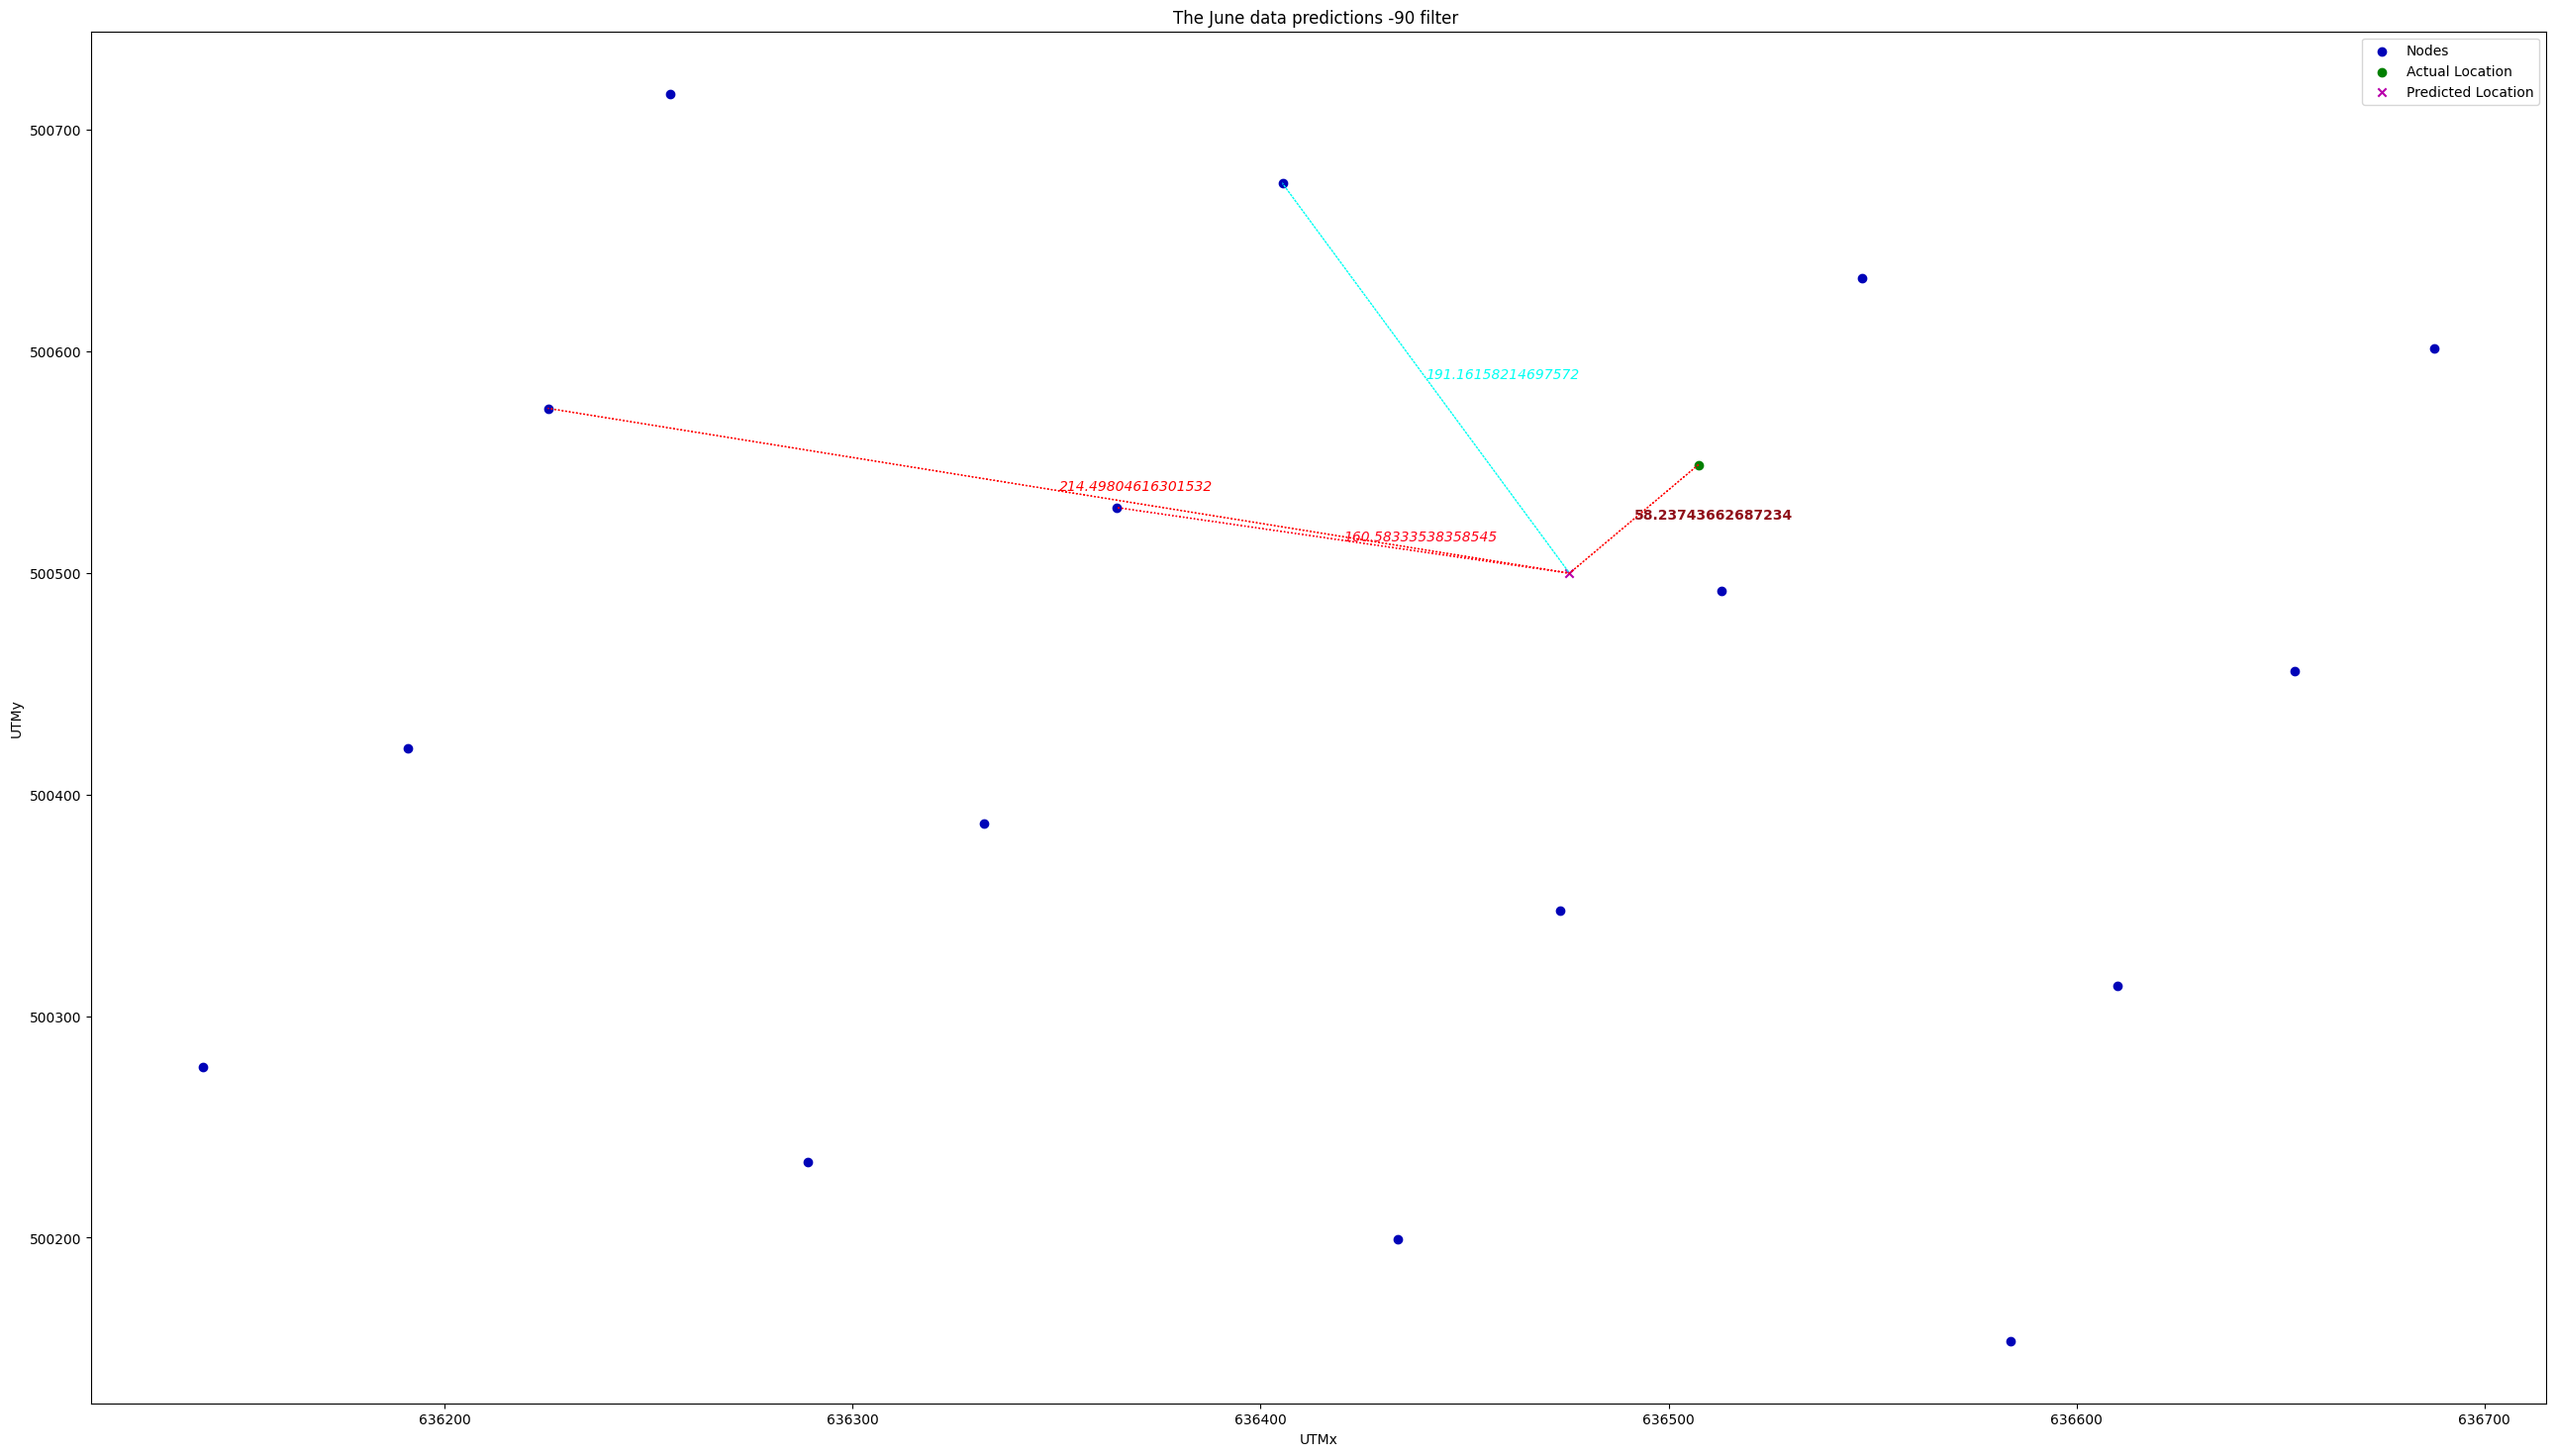 The June data predictions -90 filter
Nodes
Actual Location
Predicted Location
500700
500600
500500
500400
500300
500200
UTMy
191.16158214697572
214.49804616301532
58.23743662687234
160.58333538358545
636200
636300
636400
636500
636600
636700
UTMx